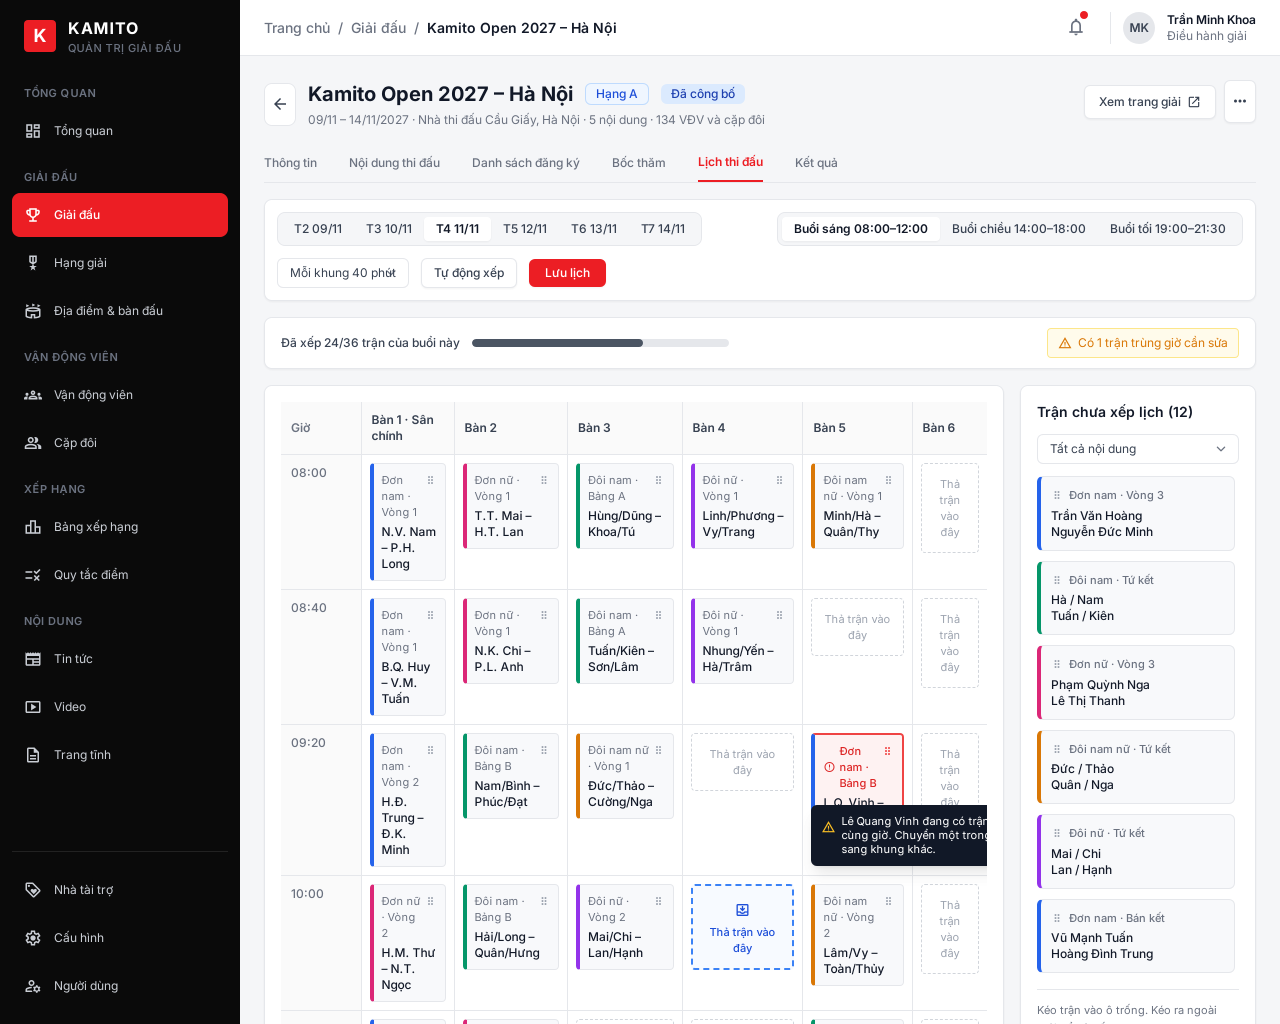 K KAMITO
QUẢN TRỊ GIẢI ĐẤU
TỔNG QUAN
Tổng quan
GIẢI ĐẤU
Giải đấu
Hạng giải
Địa điểm & bàn đấu
VẬN ĐỘNG VIÊN
Vận động viên
Cặp đôi
XẾP HẠNG
Bảng xếp hạng
Quy tắc điểm
NỘI DUNG
Tin tức
Video
Trang tĩnh
Nhà tài trợ
Cấu hình
Người dùng
Trang chủ / Giải đấu / Kamito Open 2027 – Hà Nội
MK
Trần Minh Khoa
Điều hành giải
Kamito Open 2027 – Hà Nội Hạng A Đã công bố
09/11 – 14/11/2027 · Nhà thi đấu Cầu Giấy, Hà Nội · 5 nội dung · 134 VĐV và cặp đôi
Xem trang giải
Thông tin Nội dung thi đấu Danh sách đăng ký Bốc thăm Lịch thi đấu Kết quả
T2 09/11 T3 10/11 T4 11/11 T5 12/11 T6 13/11 T7 14/11
Buổi sáng 08:00–12:00 Buổi chiều 14:00–18:00 Buổi tối 19:00–21:30
Mỗi khung 40 phút Tự động xếp Lưu lịch
Đã xếp 24/36 trận của buổi này
Có 1 trận trùng giờ cần sửa
Giờ
Bàn 1 · Sân
chính
Bàn 2
Bàn 3
Bàn 4
Bàn 5
Bàn 6
08:00
Đơn
nam ·
Vòng 1
N.V. Nam
– P.H.
Long
Đơn nữ ·
Vòng 1
T.T. Mai –
H.T. Lan
Đôi nam ·
Bảng A
Hùng/Dũng –
Khoa/Tú
Đôi nữ ·
Vòng 1
Linh/Phương –
Vy/Trang
Đôi nam
nữ · Vòng 1
Minh/Hà –
Quân/Thy
Thả
trận
vào
đây
08:40
Đơn
nam ·
Vòng 1
B.Q. Huy
– V.M.
Tuấn
Đơn nữ ·
Vòng 1
N.K. Chi –
P.L. Anh
Đôi nam ·
Bảng A
Tuấn/Kiên –
Sơn/Lâm
Đôi nữ ·
Vòng 1
Nhung/Yến –
Hà/Trâm
Thả trận vào
đây
Thả
trận
vào
đây
09:20
Đơn
nam ·
Vòng 2
H.Đ.
Trung –
Đ.K.
Minh
Đôi nam ·
Bảng B
Nam/Bình –
Phúc/Đạt
Đôi nam nữ
· Vòng 1
Đức/Thảo –
Cường/Nga
Thả trận vào
đây
Đơn
nam ·
Bảng B
L.Q. Vinh –
Lê Quang Vinh đang có trận
cùng giờ. Chuyển một trong
sang khung khác.
Thả
trận
vào
đây
10:00
Đơn nữ
· Vòng
2
H.M. Thư
– N.T.
Ngọc
Đôi nam ·
Bảng B
Hải/Long –
Quân/Hưng
Đôi nữ ·
Vòng 2
Mai/Chi –
Lan/Hạnh
Thả trận vào
đây
Đôi nam
nữ · Vòng
2
Lâm/Vy –
Toàn/Thủy
Thả
trận
vào
đây
Trận chưa xếp lịch (12)
Tất cả nội dung
Đơn nam · Vòng 3
Trần Văn Hoàng
Nguyễn Đức Minh
Đôi nam · Tứ kết
Hà / Nam
Tuấn / Kiên
Đơn nữ · Vòng 3
Phạm Quỳnh Nga
Lê Thị Thanh
Đôi nam nữ · Tứ kết
Đức / Thảo
Quân / Nga
Đôi nữ · Tứ kết
Mai / Chi
Lan / Hạnh
Đơn nam · Bán kết
Vũ Mạnh Tuấn
Hoàng Đình Trung
Kéo trận vào ô trống. Kéo ra ngoài